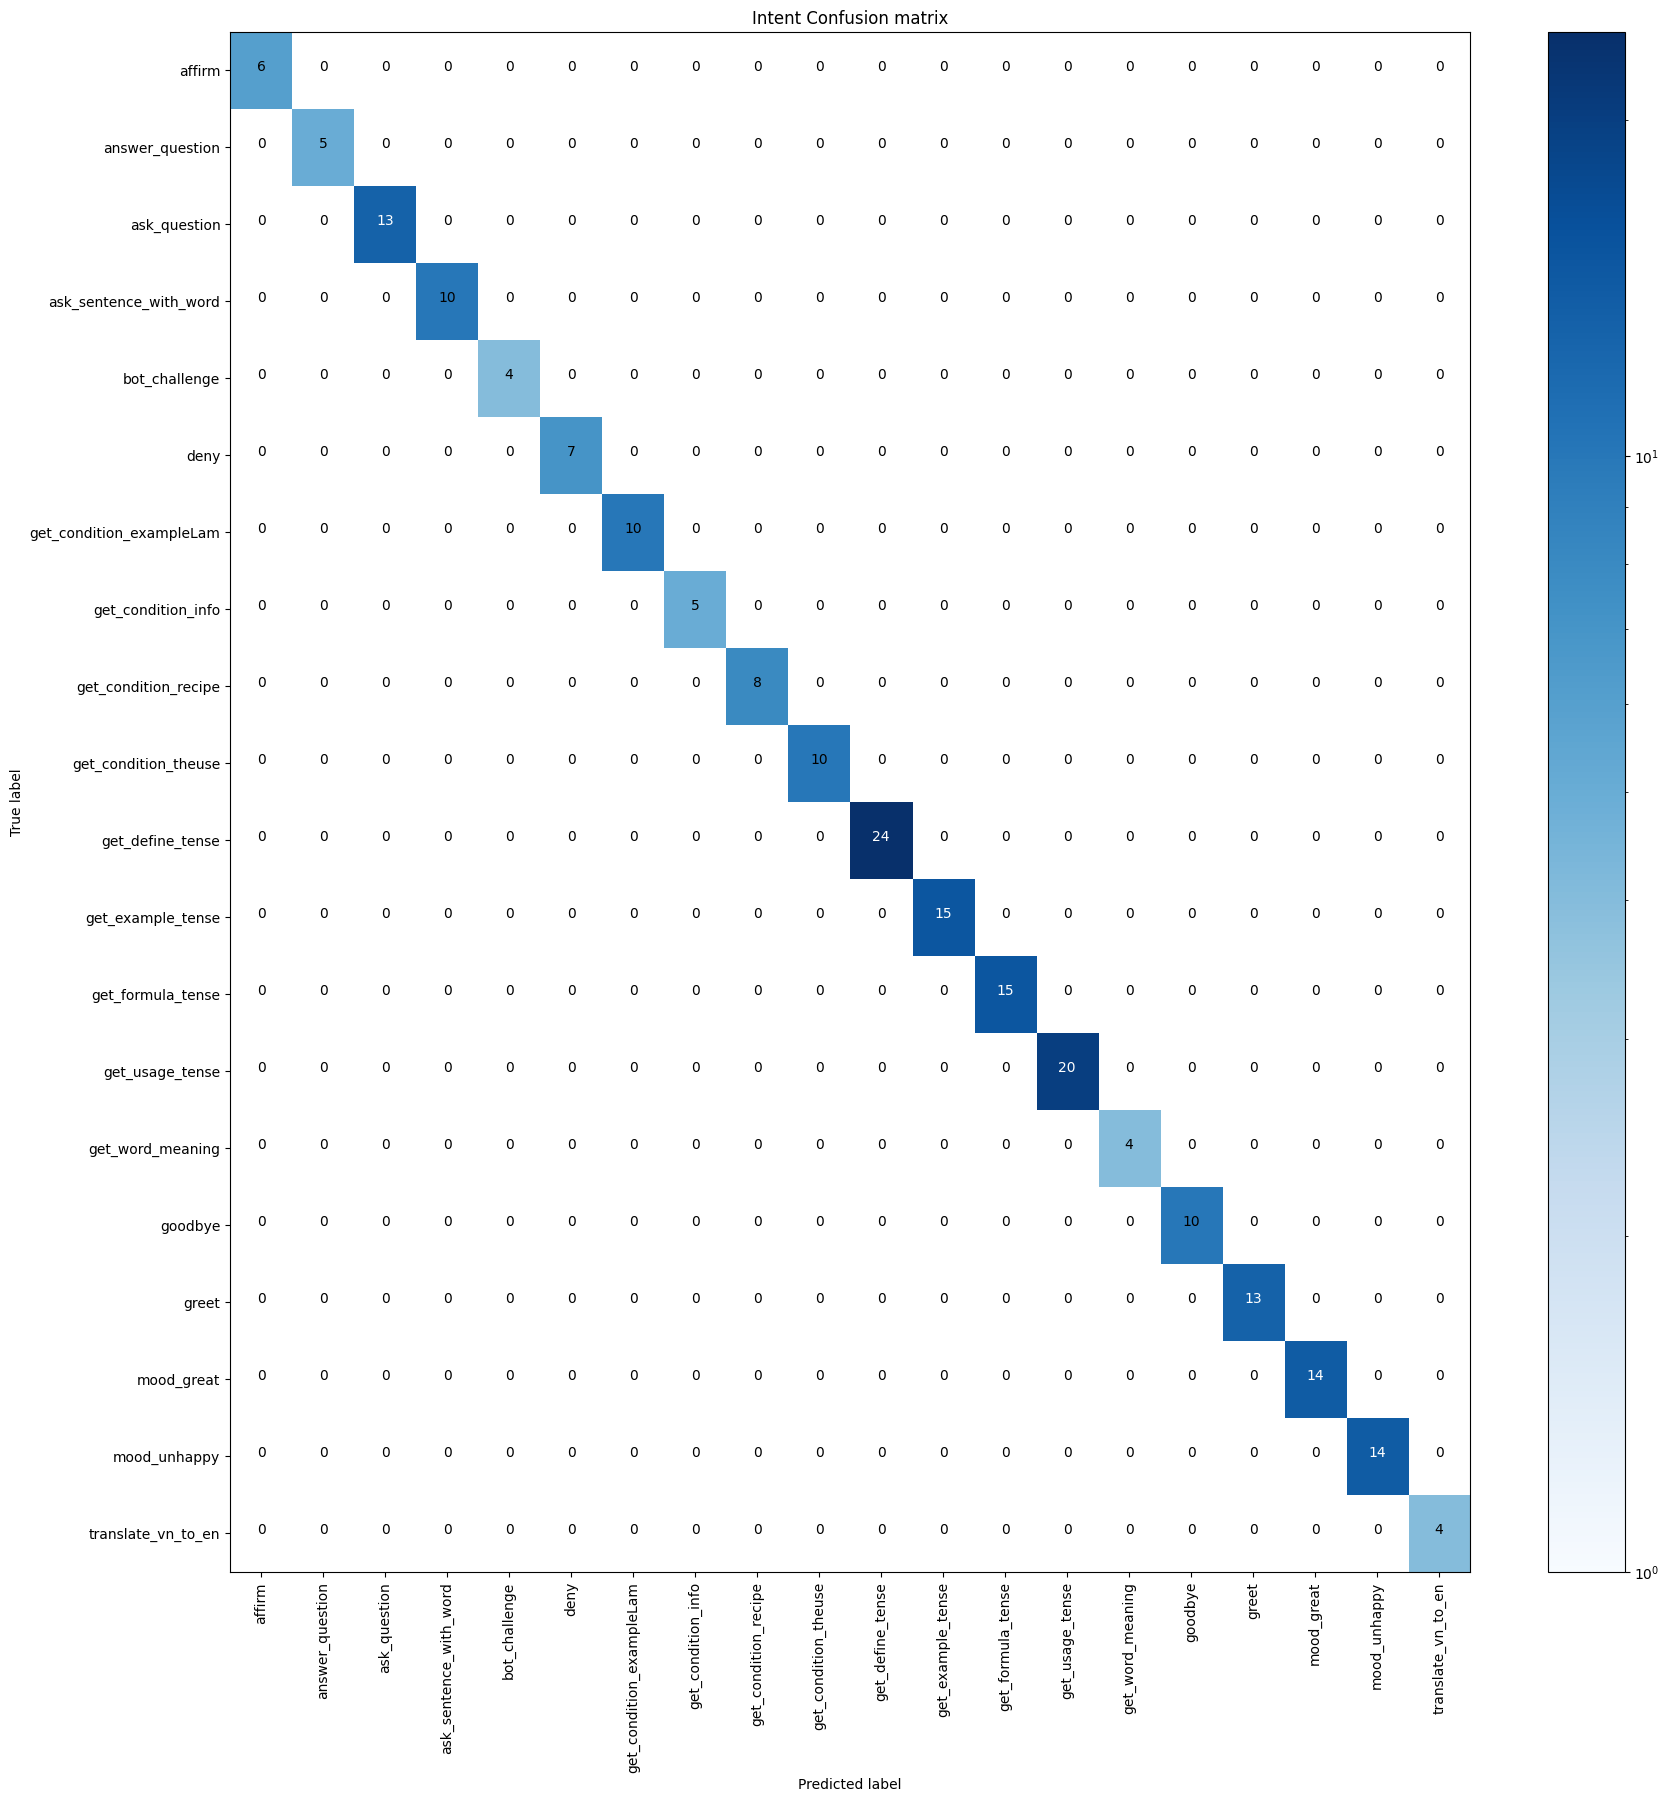 Intent Confusion matrix
affirm 6 0 0 0 0 0 0 0 0 0 0 0 0 0 0 0 0 0 0 0
answer_question 0 5 0 0 0 0 0 0 0 0 0 0 0 0 0 0 0 0 0 0
ask_question 0 0 13 0 0 0 0 0 0 0 0 0 0 0 0 0 0 0 0 0
ask_sentence_with_word 0 0 0 10 0 0 0 0 0 0 0 0 0 0 0 0 0 0 0 0
bot_challenge 0 0 0 0 4 0 0 0 0 0 0 0 0 0 0 0 0 0 0 0
deny 0 0 0 0 0 7 0 0 0 0 0 0 0 0 0 0 0 0 0 0
10¹
get_condition_exampleLam 0 0 0 0 0 0 10 0 0 0 0 0 0 0 0 0 0 0 0 0
get_condition_info 0 0 0 0 0 0 0 5 0 0 0 0 0 0 0 0 0 0 0 0
get_condition_recipe 0 0 0 0 0 0 0 0 8 0 0 0 0 0 0 0 0 0 0 0
get_condition_theuse 0 0 0 0 0 0 0 0 0 10 0 0 0 0 0 0 0 0 0 0
True label
get_define_tense 0 0 0 0 0 0 0 0 0 0 24 0 0 0 0 0 0 0 0 0
get_example_tense 0 0 0 0 0 0 0 0 0 0 0 15 0 0 0 0 0 0 0 0
get_formula_tense 0 0 0 0 0 0 0 0 0 0 0 0 15 0 0 0 0 0 0 0
get_usage_tense 0 0 0 0 0 0 0 0 0 0 0 0 0 20 0 0 0 0 0 0
get_word_meaning 0 0 0 0 0 0 0 0 0 0 0 0 0 0 4 0 0 0 0 0
goodbye 0 0 0 0 0 0 0 0 0 0 0 0 0 0 0 10 0 0 0 0
greet 0 0 0 0 0 0 0 0 0 0 0 0 0 0 0 0 13 0 0 0
mood_great 0 0 0 0 0 0 0 0 0 0 0 0 0 0 0 0 0 14 0 0
mood_unhappy 0 0 0 0 0 0 0 0 0 0 0 0 0 0 0 0 0 0 14 0
translate_vn_to_en 0 0 0 0 0 0 0 0 0 0 0 0 0 0 0 0 0 0 0 4
10⁰
affirm
answer_question
ask_question
ask_sentence_with_word
bot_challenge
deny
get_condition_exampleLam
get_condition_info
get_condition_recipe
get_condition_theuse
get_define_tense
get_example_tense
get_formula_tense
get_usage_tense
get_word_meaning
goodbye
greet
mood_great
mood_unhappy
translate_vn_to_en
Predicted label